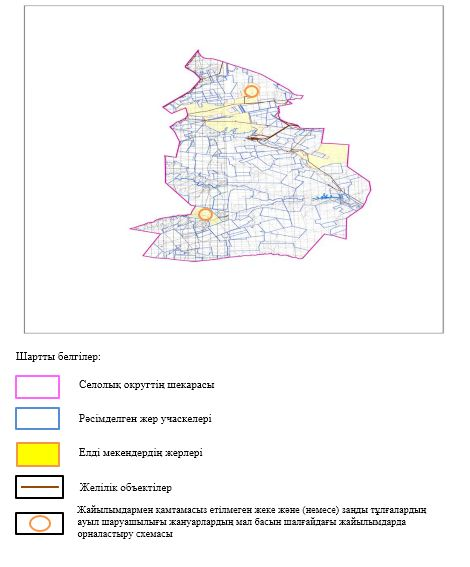 Шартты белгілер:
Селолық округтің шекарасы
Рәсімделген жер учаскелері
Елді мекендердің жерлері
Желілік объектілер
Жайылымдармен қамтамасыз етілмеген жеке және (немесе) заңды тұлғалардың
ауыл шаруашылығы жануарлардың мал басын шалғайдағы жайылымдарда
орналастыру схемасы